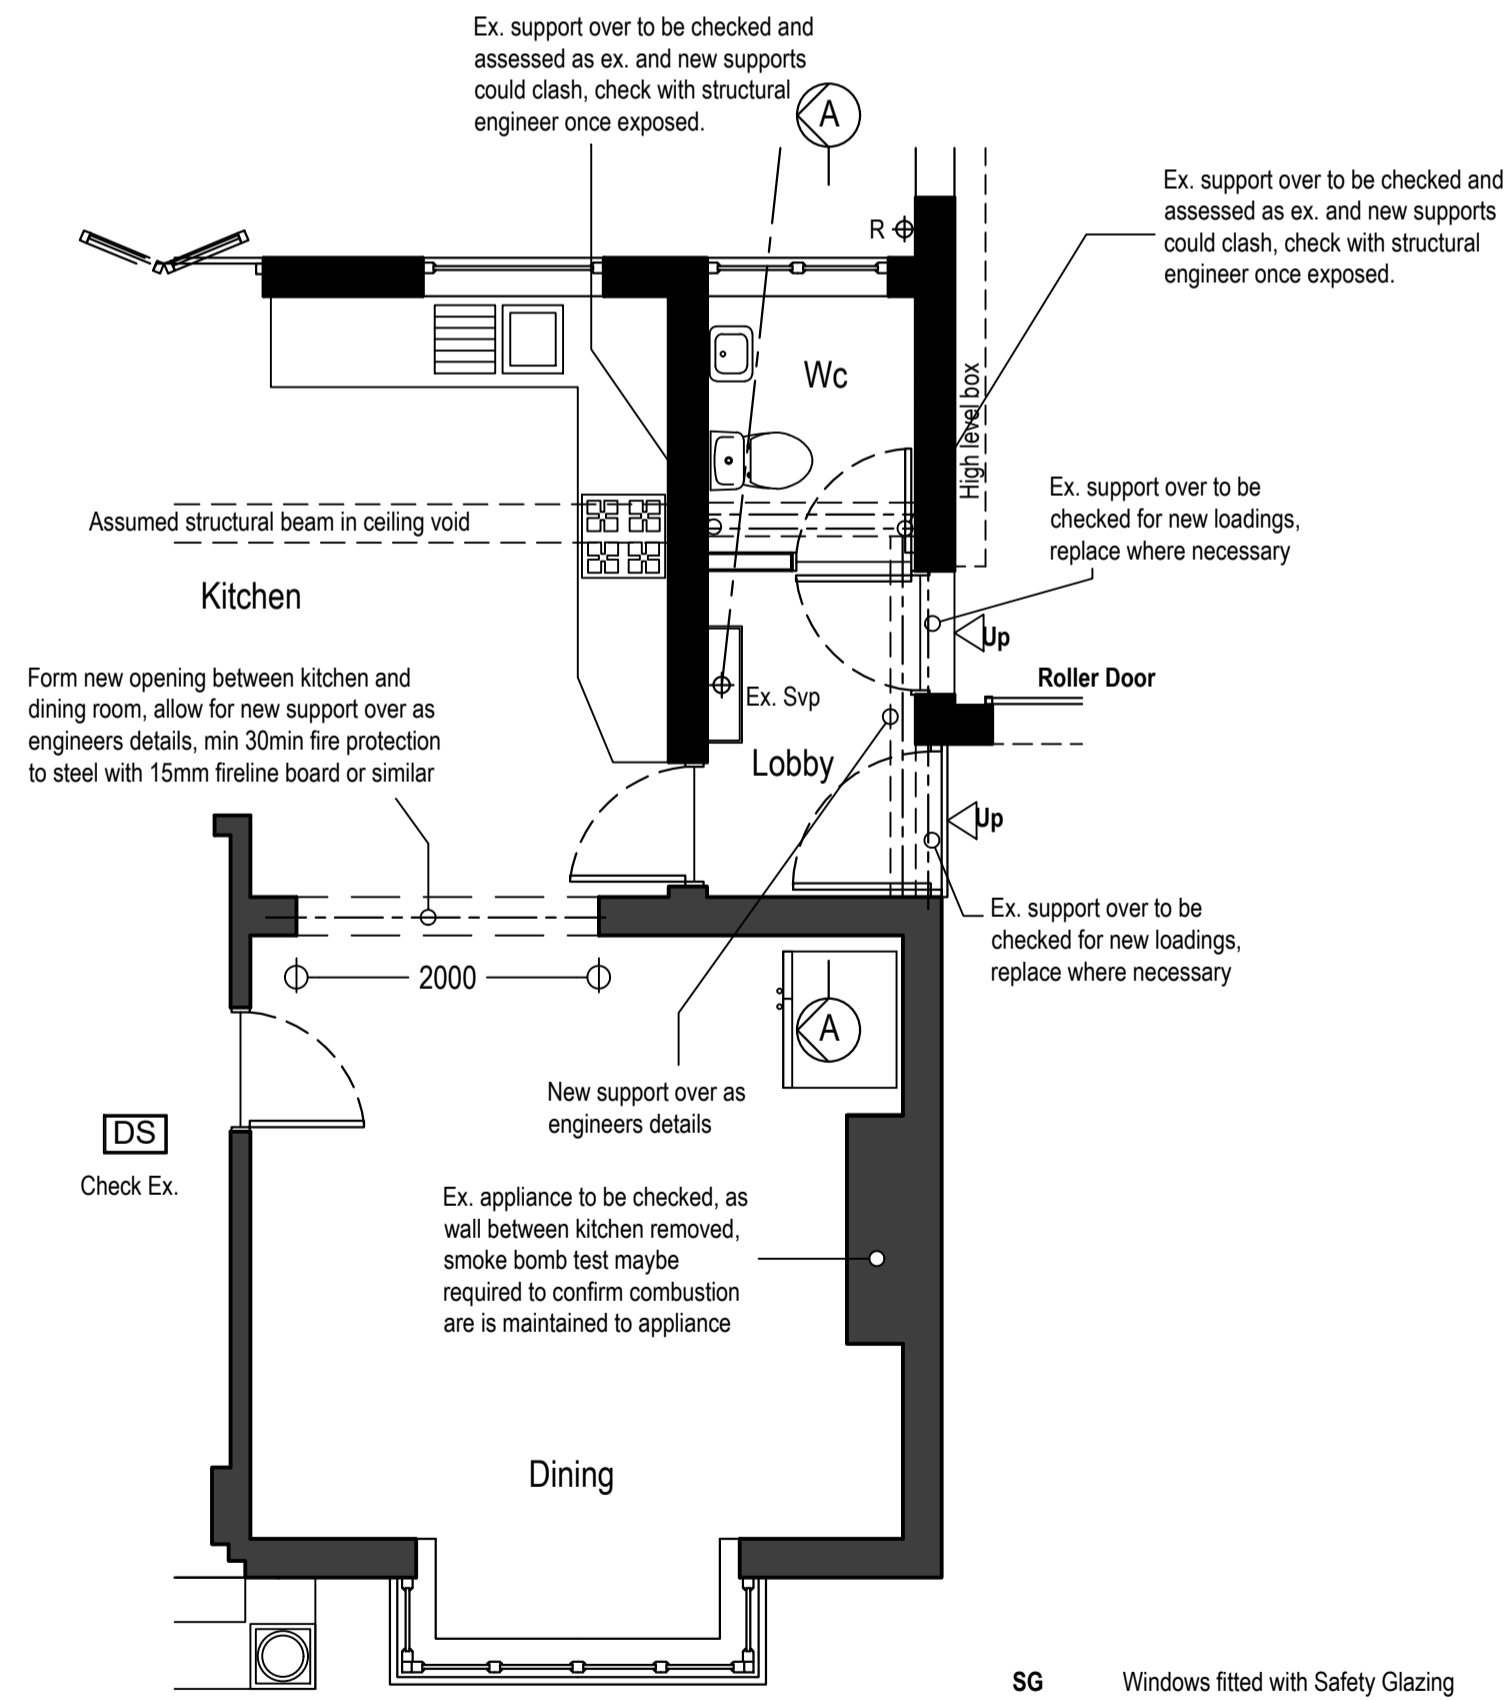 Ex. support over to be checked and
assessed as ex. and new supports
could clash, check with structural
engineer once exposed.
A
Ex. support over to be checked and
assessed as ex. and new supports
could clash, check with structural
engineer once exposed.
R
Wc
High level box
Ex. support over to be
checked for new loadings,
replace where necessary
Assumed structural beam in ceiling void
Kitchen
Up
Roller Door
Form new opening between kitchen and
dining room, allow for new support over as
engineers details, min 30min fire protection
to steel with 15mm fireline board or similar
Ex. Svp
Lobby
Up
Ex. support over to be
checked for new loadings,
replace where necessary
2000
A
New support over as
engineers details
DS
Check Ex.
Ex. appliance to be checked, as
wall between kitchen removed,
smoke bomb test maybe
required to confirm combustion
are is maintained to appliance
Dining
SG Windows fitted with Safety Glazing